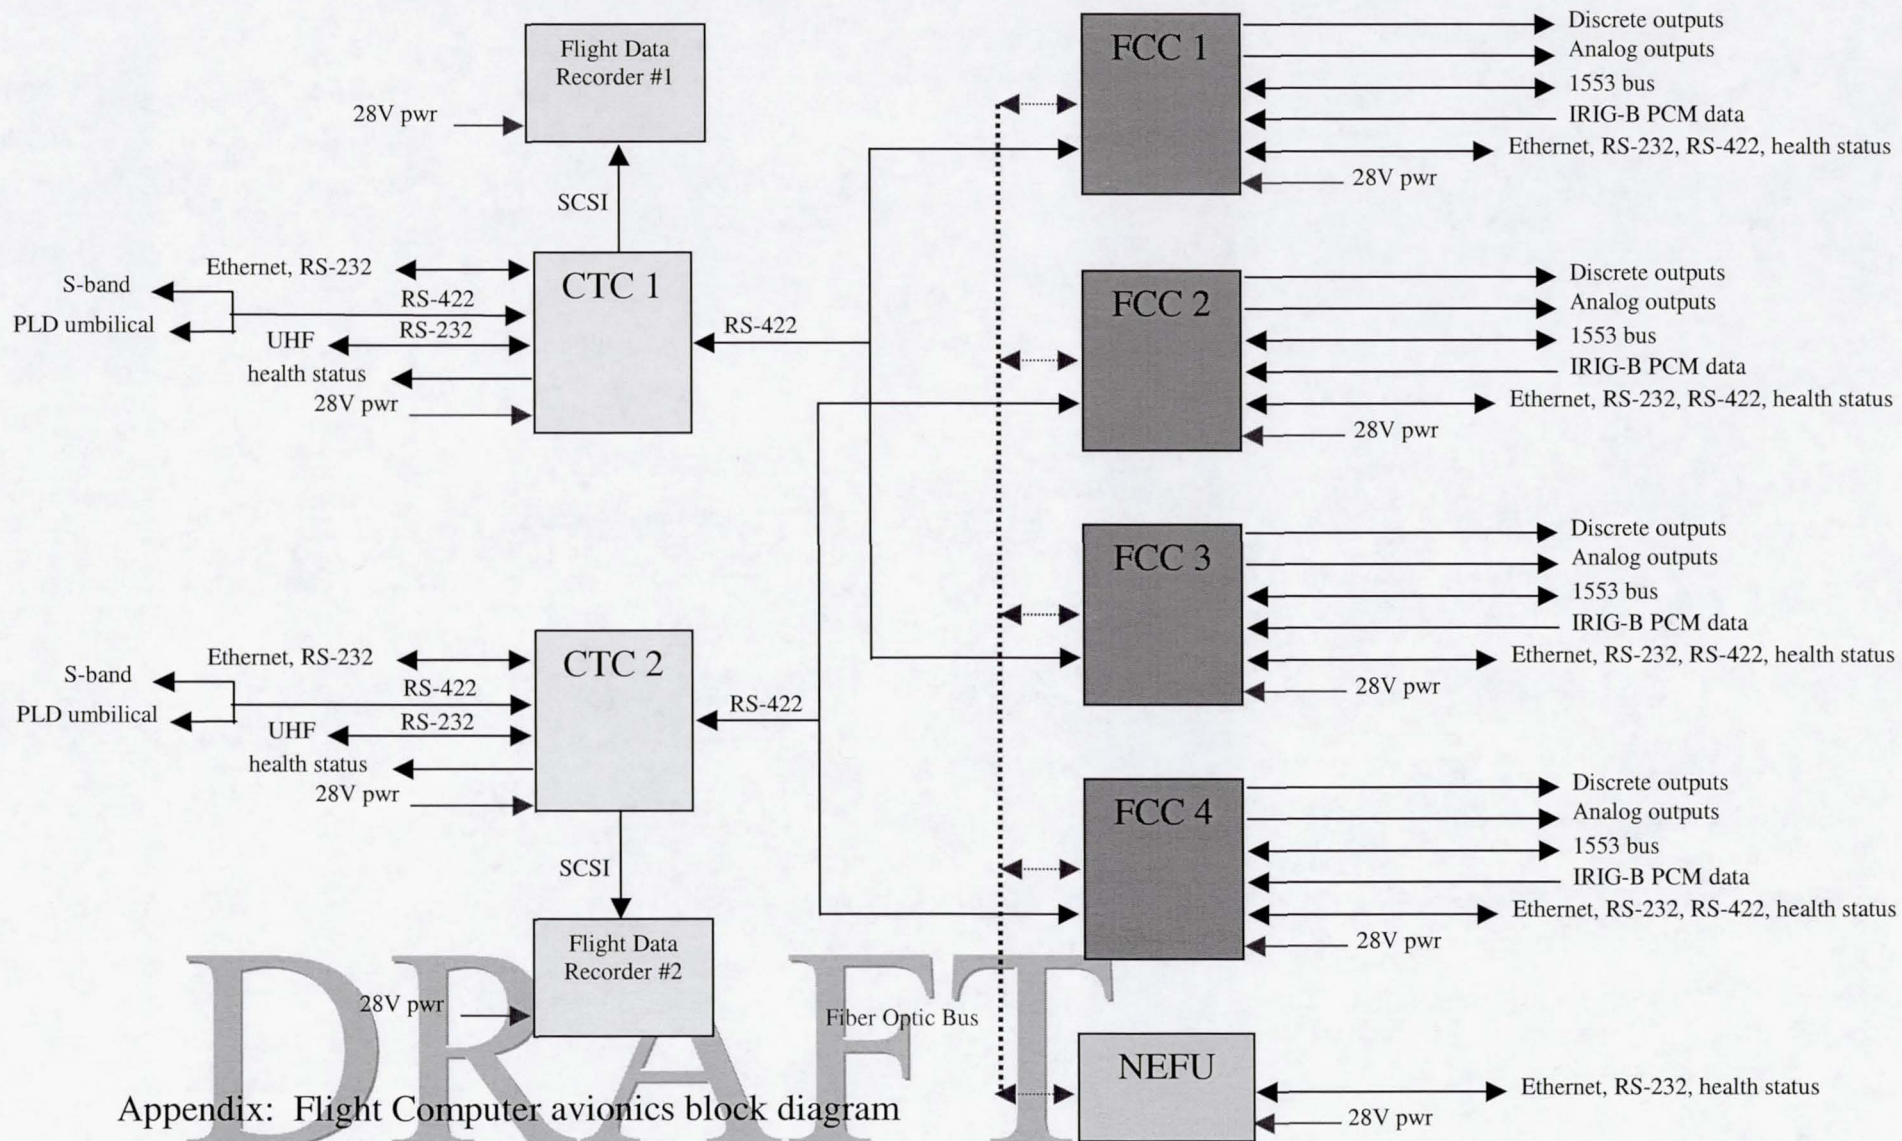 Flight Data
Recorder #1
28V pwr
SCSI
CTC 1
Ethernet, RS-232
S-band
RS-422
PLD umbilical
RS-232
UHF
health status
28V pwr
RS-422
CTC 2
Ethernet, RS-232
S-band
RS-422
PLD umbilical
RS-232
UHF
health status
28V pwr
RS-422
SCSI
Flight Data
Recorder #2
28V pwr
Fiber Optic Bus
FCC 1
Discrete outputs
Analog outputs
1553 bus
IRIG-B PCM data
Ethernet, RS-232, RS-422, health status
28V pwr
FCC 2
Discrete outputs
Analog outputs
1553 bus
IRIG-B PCM data
Ethernet, RS-232, RS-422, health status
28V pwr
FCC 3
Discrete outputs
Analog outputs
1553 bus
IRIG-B PCM data
Ethernet, RS-232, RS-422, health status
28V pwr
FCC 4
Discrete outputs
Analog outputs
1553 bus
IRIG-B PCM data
Ethernet, RS-232, RS-422, health status
28V pwr
NEFU
Ethernet, RS-232, health status
28V pwr
DRAFT
Appendix: Flight Computer avionics block diagram